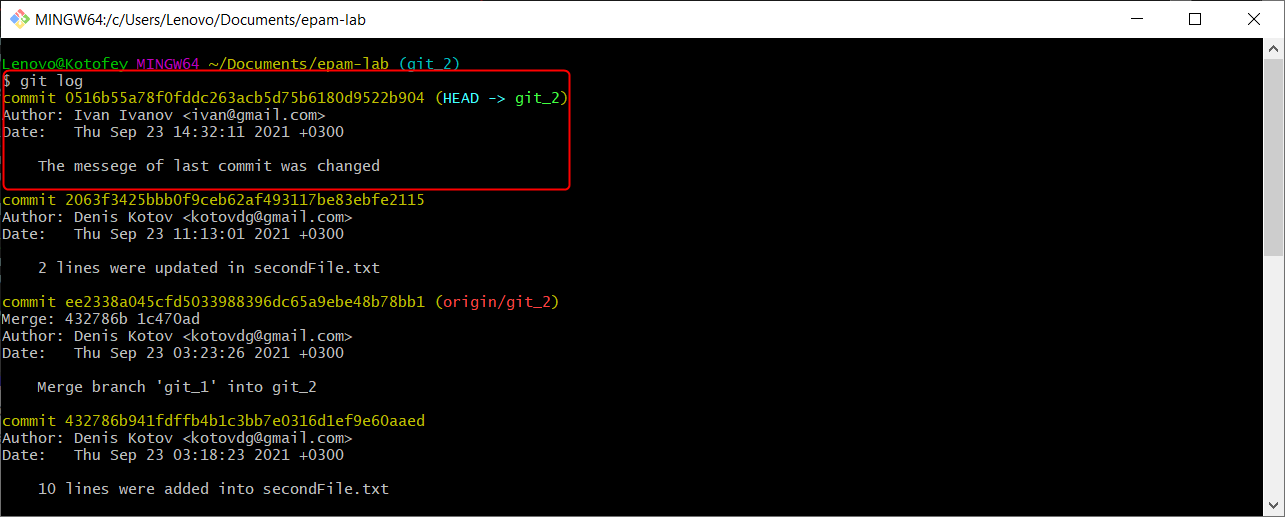 MINGW64:/c/Users/Lenovo/Documents/epam-lab
Lenovo@Kotofey MINGW64 ~/Documents/epam-lab (git_2)
$ git log
commit 0516b55a78f0fddc263acb5d75b6180d9522b904 (HEAD -> git_2)
Author: Ivan Ivanov <ivan@gmail.com>
Date:   Thu Sep 23 14:32:11 2021 +0300
    The messege of last commit was changed
commit 2063f3425bbb0f9ceb62af493117be83ebfe2115
Author: Denis Kotov <kotovdg@gmail.com>
Date:   Thu Sep 23 11:13:01 2021 +0300
    2 lines were updated in secondFile.txt
commit ee2338a045cfd5033988396dc65a9ebe48b78bb1 (origin/git_2)
Merge: 432786b 1c470ad
Author: Denis Kotov <kotovdg@gmail.com>
Date:   Thu Sep 23 03:23:26 2021 +0300
    Merge branch 'git_1' into git_2
commit 432786b941fdffb4b1c3bb7e0316d1ef9e60aaed
Author: Denis Kotov <kotovdg@gmail.com>
Date:   Thu Sep 23 03:18:23 2021 +0300
    10 lines were added into secondFile.txt